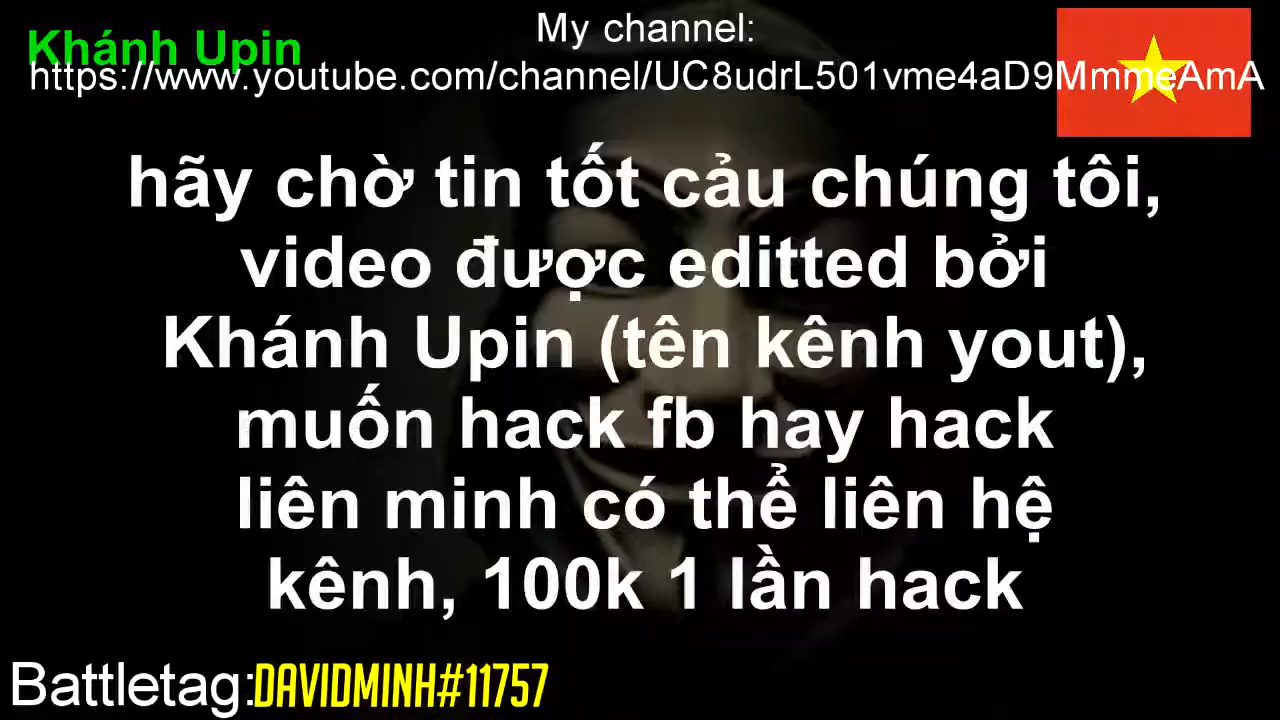 My channel:
Khánh Upin
https://www.youtube.com/channel/UC8udrL501vme4aD9MmmeAmA
hãy chờ tin tốt cảu chúng tôi,
video được editted bởi
Khánh Upin (tên kênh yout),
muốn hack fb hay hack
liên minh có thể liên hệ
kênh, 100k 1 lần hack
Battletag:DAVIDMINH#11757